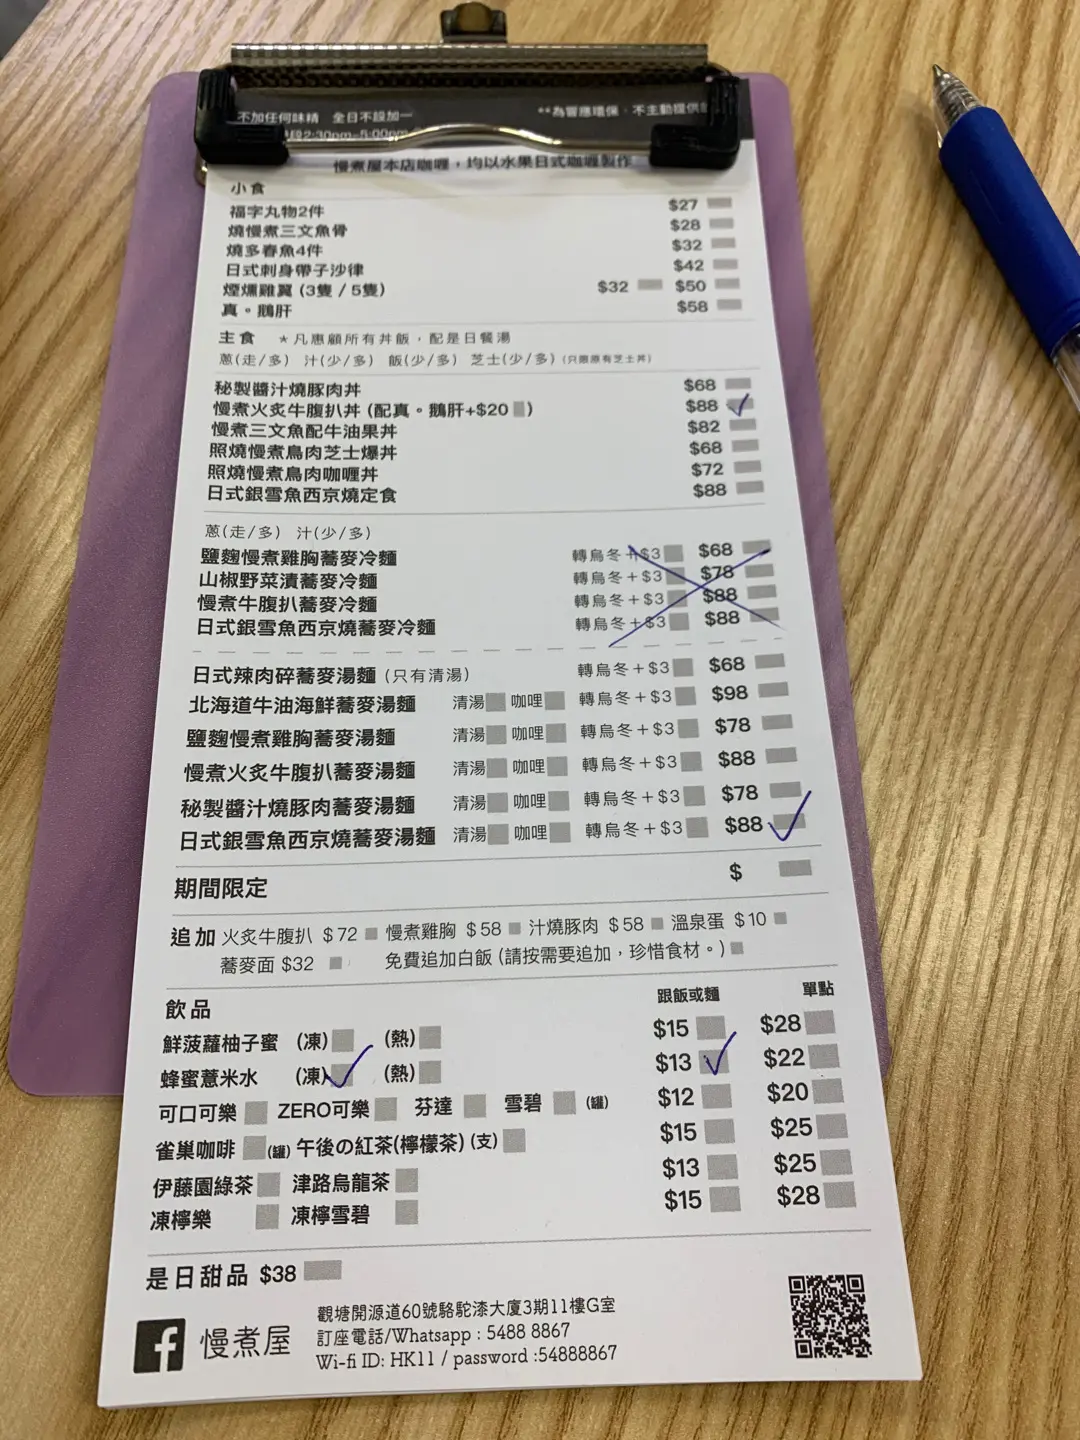 不加任何味精 全日不設加一
**為響應環保，不主動提供
段2:30pm-5:00pm
慢煮屋本店咖喱，均以水果日式咖喱製作
小食
福字丸物2件 $27
燒慢煮三文魚骨 $28
燒多春魚4件 $32
日式刺身帶子沙律 $42
煙燻雞翼 (3隻 / 5隻) $32 $50
真。鵝肝 $58
主食 *凡惠顧所有丼飯，配是日餐湯
蔥(走/多) 汁(少/多) 飯(少/多) 芝士(少/多) (只限原有芝士丼)
秘製醬汁燒豚肉丼 $68
慢煮火炙牛腹扒丼 (配真。鵝肝+$20 ) $88
慢煮三文魚配牛油果丼 $82
照燒慢煮鳥肉芝士爆丼 $68
照燒慢煮鳥肉咖喱丼 $72
日式銀雪魚西京燒定食 $88
蔥(走/多) 汁(少/多)
鹽麴慢煮雞胸蕎麥冷麵 轉烏冬+$3 $68
山椒野菜漬蕎麥冷麵 轉烏冬+$3 $78
慢煮牛腹扒蕎麥冷麵 轉烏冬+$3 $88
日式銀雪魚西京燒蕎麥冷麵 轉烏冬+$3 $88
日式辣肉碎蕎麥湯麵 (只有清湯) 轉烏冬+$3 $68
北海道牛油海鮮蕎麥湯麵 清湯 咖哩 轉烏冬+$3 $98
鹽麴慢煮雞胸蕎麥湯麵 清湯 咖哩 轉烏冬+$3 $78
慢煮火炙牛腹扒蕎麥湯麵 清湯 咖哩 轉烏冬+$3 $88
秘製醬汁燒豚肉蕎麥湯麵 清湯 咖哩 轉烏冬+$3 $78
日式銀雪魚西京燒蕎麥湯麵 清湯 咖哩 轉烏冬+$3 $88
期間限定 $
追加 火炙牛腹扒 $72 慢煮雞胸 $58 汁燒豚肉 $58 溫泉蛋 $10
蕎麥面 $32 免費追加白飯 (請按需要追加，珍惜食材。)
飲品 跟飯或麵 單點
鮮菠蘿柚子蜜 (凍) (熱) $15 $28
蜂蜜薏米水 (凍) (熱) $13 $22
可口可樂 ZERO可樂 芬達 雪碧 (罐) $12 $20
雀巢咖啡 (罐) 午後の紅茶(檸檬茶) (支) $15 $25
伊藤園綠茶 津路烏龍茶 $13 $25
凍檸樂 凍檸雪碧 $15 $28
是日甜品 $38
慢煮屋
觀塘開源道60號駱駝漆大廈3期11樓G室
訂座電話/Whatsapp : 5488 8867
Wi-fi ID: HK11 / password :54888867